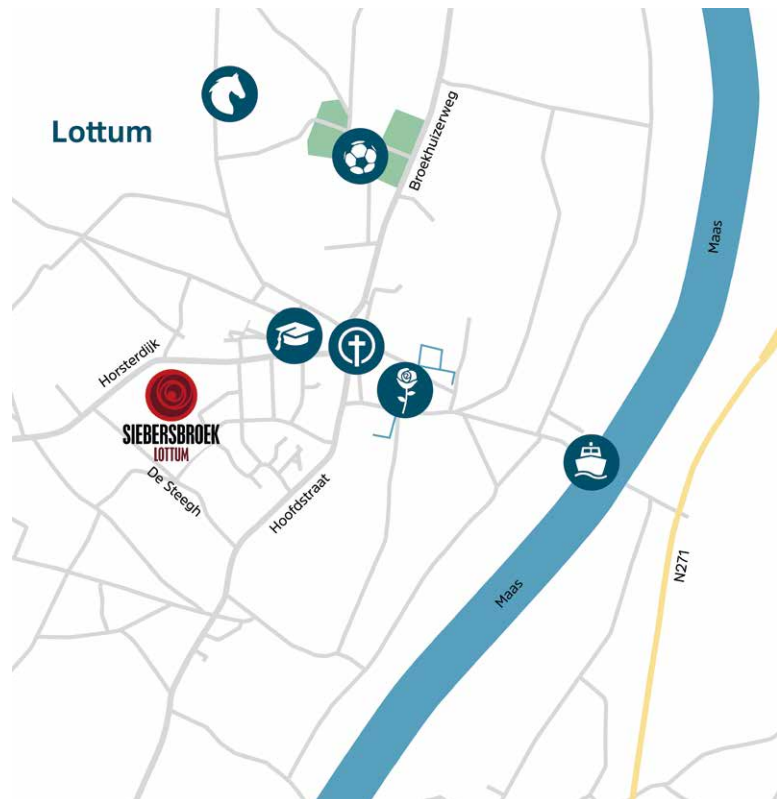 Lottum
Broekhuizerweg
Maas
Horsterdijk
SIEBERSBROEK
LOTTUM
De Steegh
Hoofdstraat
N271
Maas